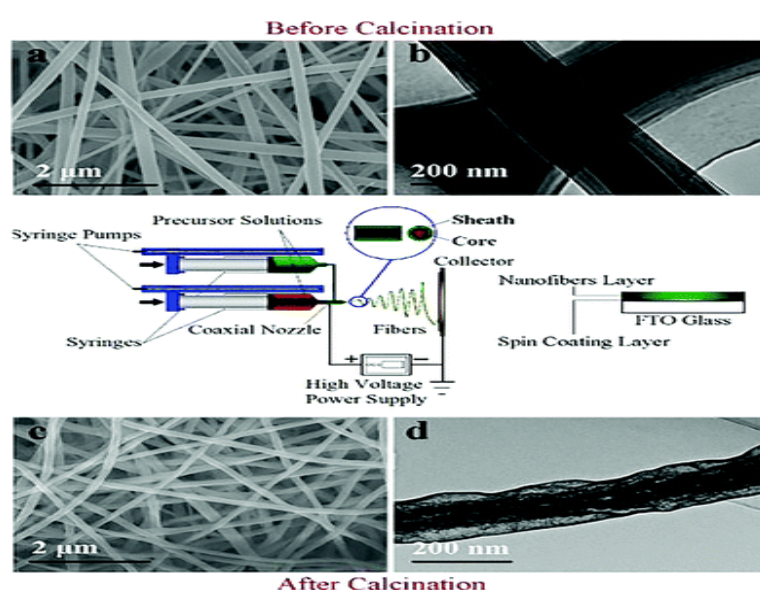 Before Calcination
a
b
2 μm
200 nm
Precursor Solutions
Sheath
Core
Syringe Pumps
Collector
Nanofibers Layer
Coaxial Nozzle
Fibers
FTO Glass
Syringes
Spin Coating Layer
+
−
High Voltage
Power Supply
c
d
2 μm
200 nm
After Calcination